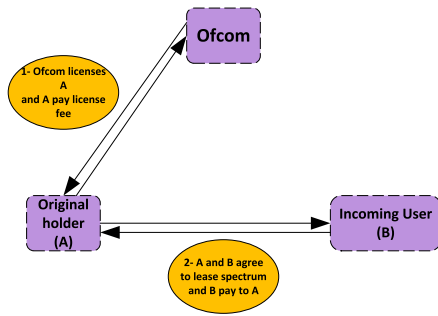 Ofcom
1- Ofcom licenses
A
and A pay license
fee
Original
holder
(A)
Incoming User
(B)
2- A and B agree
to lease spectrum
and B pay to A